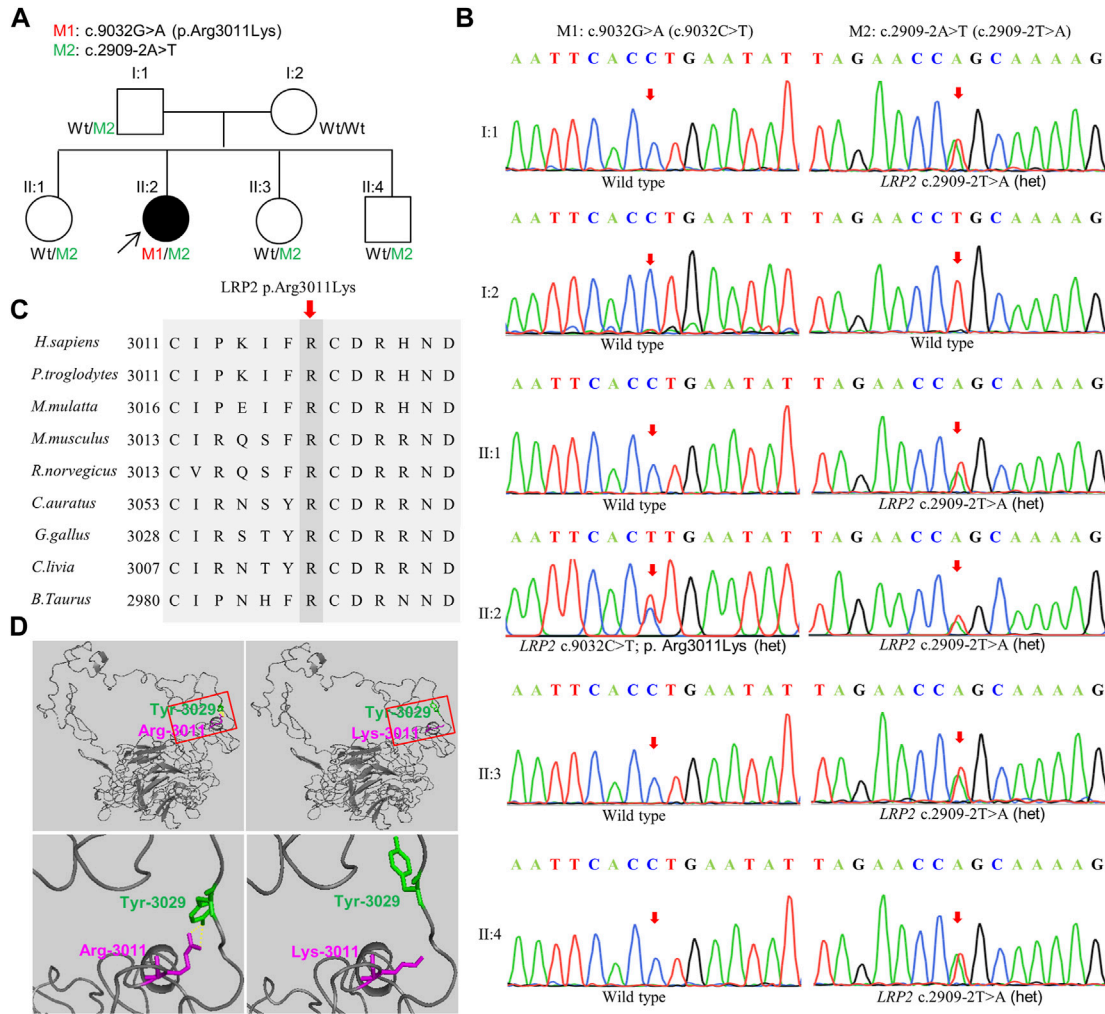 A
M1: c.9032G>A (p.Arg3011Lys)
M2: c.2909-2A>T
I:1
I:2
Wt/M2
Wt/Wt
II:1
II:2
II:3
II:4
Wt/M2
M1/M2
Wt/M2
Wt/M2
B
M1: c.9032G>A (c.9032C>T)
M2: c.2909-2A>T (c.2909-2T>A)
A A T T C A C C T G A A T A T
T A G A A C C A G C A A A A G
I:1
Wild type
LRP2 c.2909-2T>A (het)
A A T T C A C C T G A A T A T
T A G A A C C T G C A A A A G
I:2
Wild type
Wild type
A A T T C A C C T G A A T A T
T A G A A C C A G C A A A A G
II:1
Wild type
LRP2 c.2909-2T>A (het)
A A T T C A C T T G A A T A T
T A G A A C C A G C A A A A G
II:2
LRP2 c.9032C>T; p. Arg3011Lys (het)
LRP2 c.2909-2T>A (het)
A A T T C A C C T G A A T A T
T A G A A C C A G C A A A A G
II:3
Wild type
LRP2 c.2909-2T>A (het)
A A T T C A C C T G A A T A T
T A G A A C C A G C A A A A G
II:4
Wild type
LRP2 c.2909-2T>A (het)
C
LRP2 p.Arg3011Lys
H.sapiens 3011 C I P K I F R C D R H N D
P.troglodytes 3011 C I P K I F R C D R H N D
M.mulatta 3016 C I P E I F R C D R H N D
M.musculus 3013 C I R Q S F R C D R R N D
R.norvegicus 3013 C V R Q S F R C D R R N D
C.auratus 3053 C I R N S Y R C D R R N D
G.gallus 3028 C I R S T Y R C D R R N D
C.livia 3007 C I R N T Y R C D R R N D
B.Taurus 2980 C I P N H F R C D R N N D
D
Tyr-3029
Arg-3011
Tyr-3029
Lys-3011
Tyr-3029
Arg-3011
Tyr-3029
Lys-3011